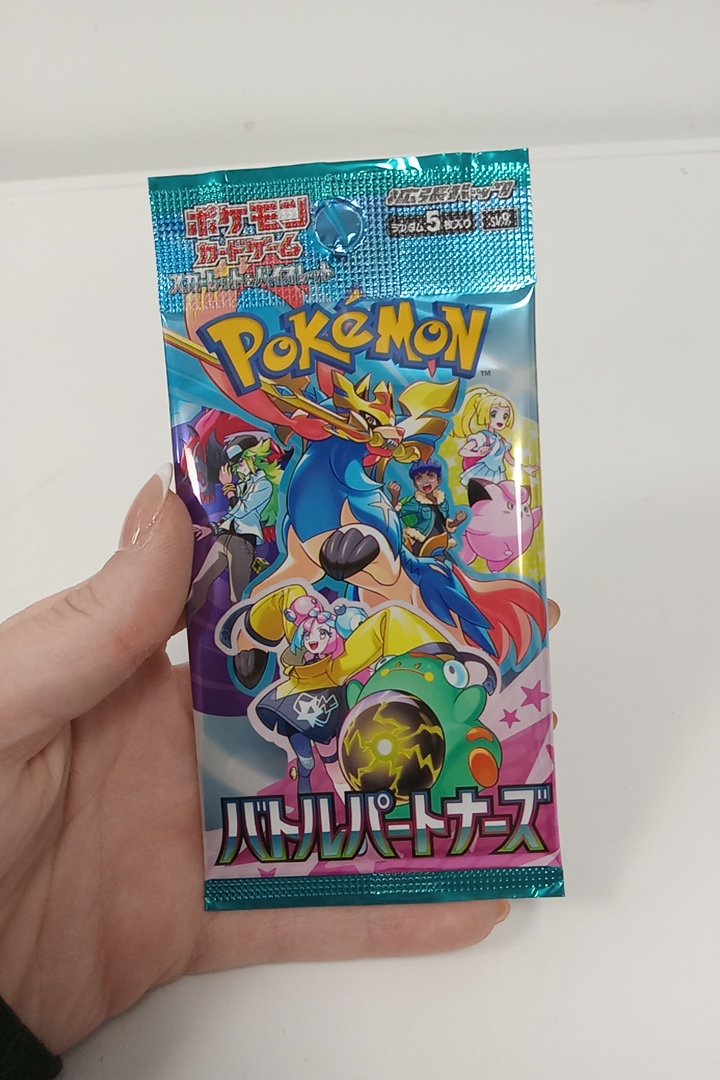 ポケモン
カードゲーム
スカーレット&バイオレット
拡張パック
ランダム5枚入り
POKéMON
TM
バトルパートナーズ